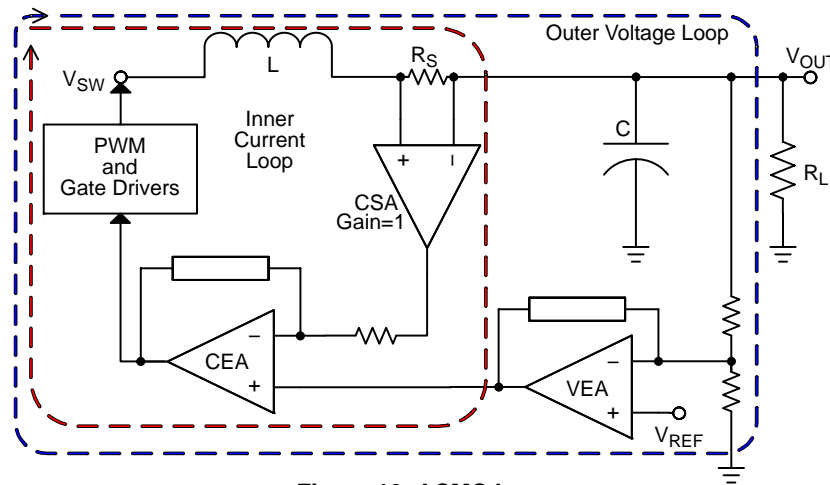 Outer Voltage Loop
V_OUT
V_SW
L
R_S
Inner
Current
Loop
PWM
and
Gate Drivers
+
−
CSA
Gain=1
C
R_L
−
CEA
+
−
VEA
+
V_REF